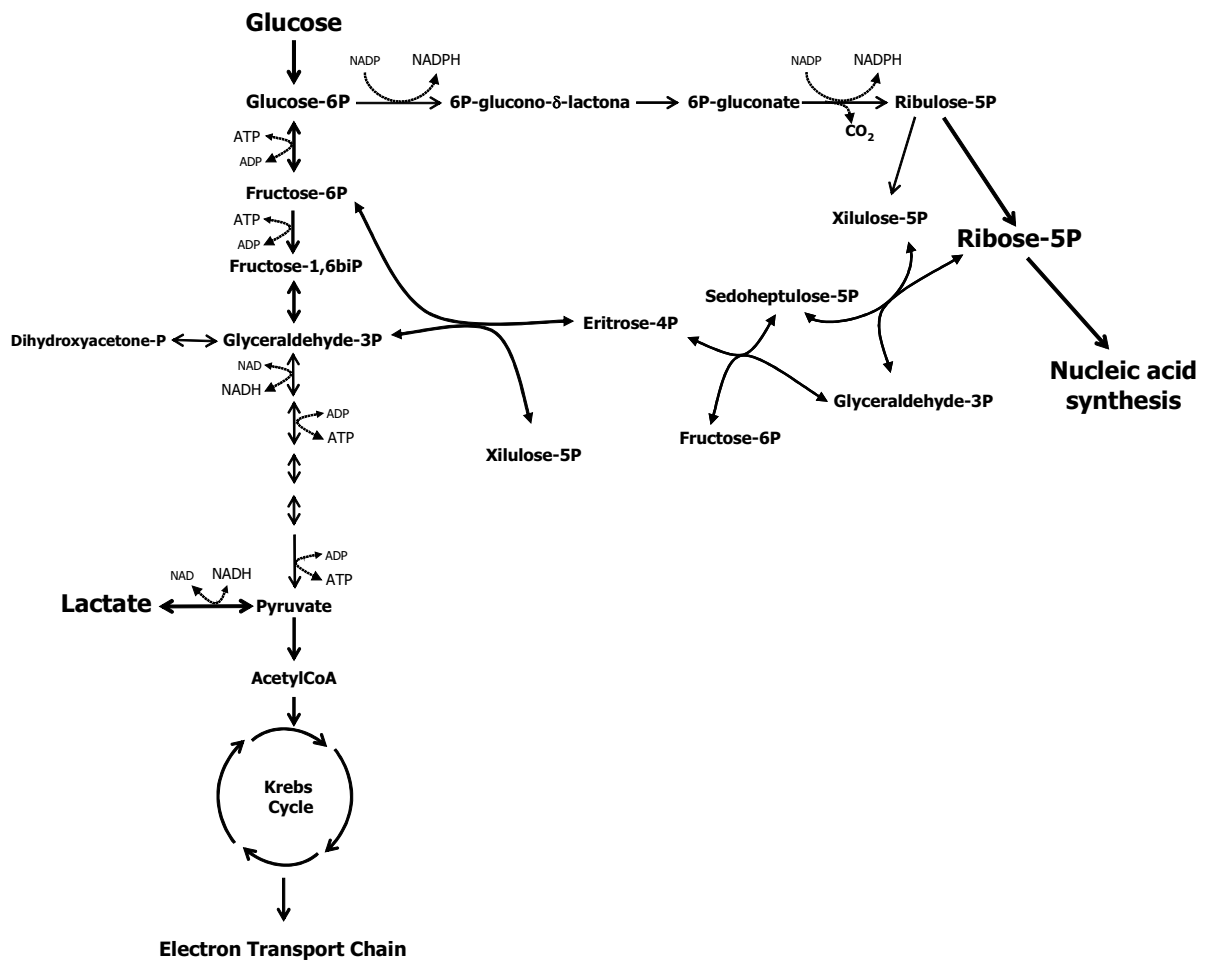 Glucose
NADP
NADPH
NADP
NADPH
Glucose-6P
6P-glucono-δ-lactona
6P-gluconate
Ribulose-5P
CO2
ATP
ADP
Fructose-6P
Xilulose-5P
ATP
ADP
Ribose-5P
Fructose-1,6biP
Sedoheptulose-5P
Eritrose-4P
Dihydroxyacetone-P
Glyceraldehyde-3P
NAD
NADH
Nucleic acid
synthesis
Glyceraldehyde-3P
ADP
ATP
Fructose-6P
Xilulose-5P
ADP
ATP
NAD
NADH
Lactate
Pyruvate
AcetylCoA
Krebs
Cycle
Electron Transport Chain